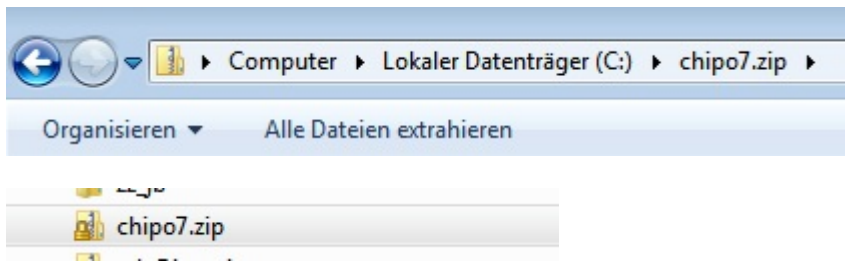 Computer Lokaler Datenträger (C:) chipo7.zip
Organisieren Alle Dateien extrahieren
chipo7.zip